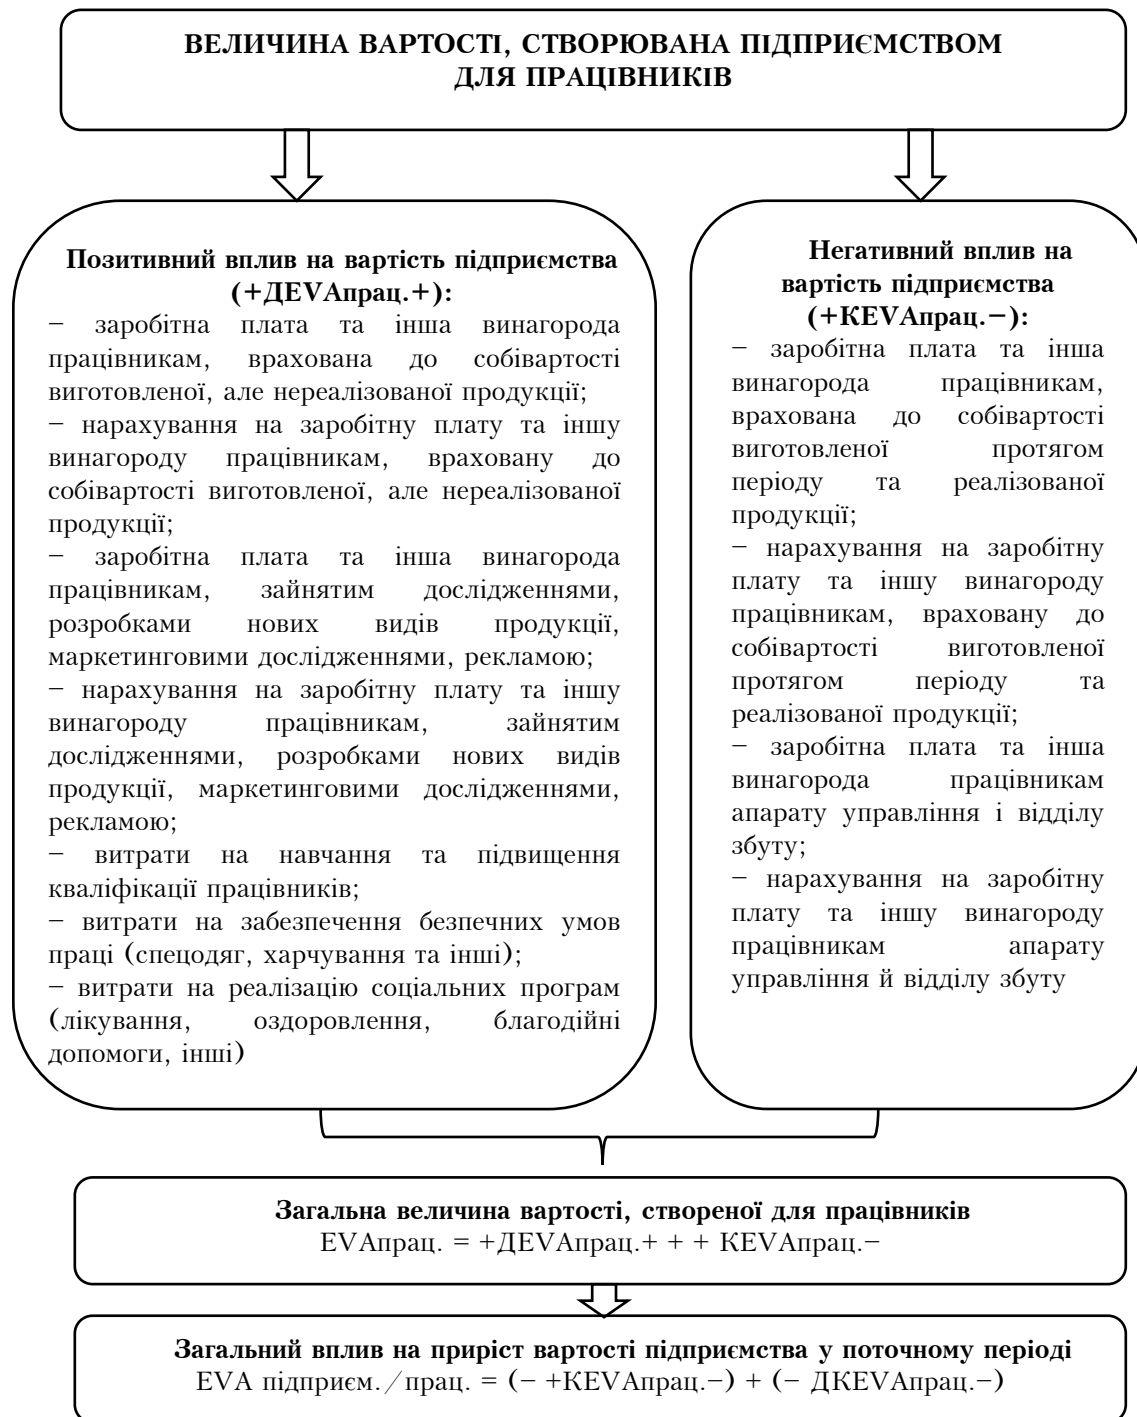 ВЕЛИЧИНА ВАРТОСТІ, СТВОРЮВАНА ПІДПРИЄМСТВОМ
ДЛЯ ПРАЦІВНИКІВ
Позитивний вплив на вартість підприємства
(+ДEVAпрац.+):
– заробітна плата та інша винагорода
працівникам, врахована до собівартості
виготовленої, але нереалізованої продукції;
– нарахування на заробітну плату та іншу
винагороду працівникам, враховану до
собівартості виготовленої, але нереалізованої
продукції;
– заробітна плата та інша винагорода
працівникам, зайнятим дослідженнями,
розробками нових видів продукції,
маркетинговими дослідженнями, рекламою;
– нарахування на заробітну плату та іншу
винагороду працівникам, зайнятим
дослідженнями, розробками нових видів
продукції, маркетинговими дослідженнями,
рекламою;
– витрати на навчання та підвищення
кваліфікації працівників;
– витрати на забезпечення безпечних умов
праці (спецодяг, харчування та інші);
– витрати на реалізацію соціальних програм
(лікування, оздоровлення, благодійні
допомоги, інші)
Негативний вплив на
вартість підприємства
(+КEVAпрац.–):
– заробітна плата та інша
винагорода працівникам,
врахована до собівартості
виготовленої протягом
періоду та реалізованої
продукції;
– нарахування на заробітну
плату та іншу винагороду
працівникам, враховану до
собівартості виготовленої
протягом періоду та
реалізованої продукції;
– заробітна плата та інша
винагорода працівникам
апарату управління і відділу
збуту;
– нарахування на заробітну
плату та іншу винагороду
працівникам апарату
управління й відділу збуту
Загальна величина вартості, створеної для працівників
EVAпрац. = +ДEVAпрац.+ + + КEVAпрац.–
Загальний вплив на приріст вартості підприємства у поточному періоді
EVA підприєм./прац. = (– +КEVAпрац.–) + (– ДКEVAпрац.–)